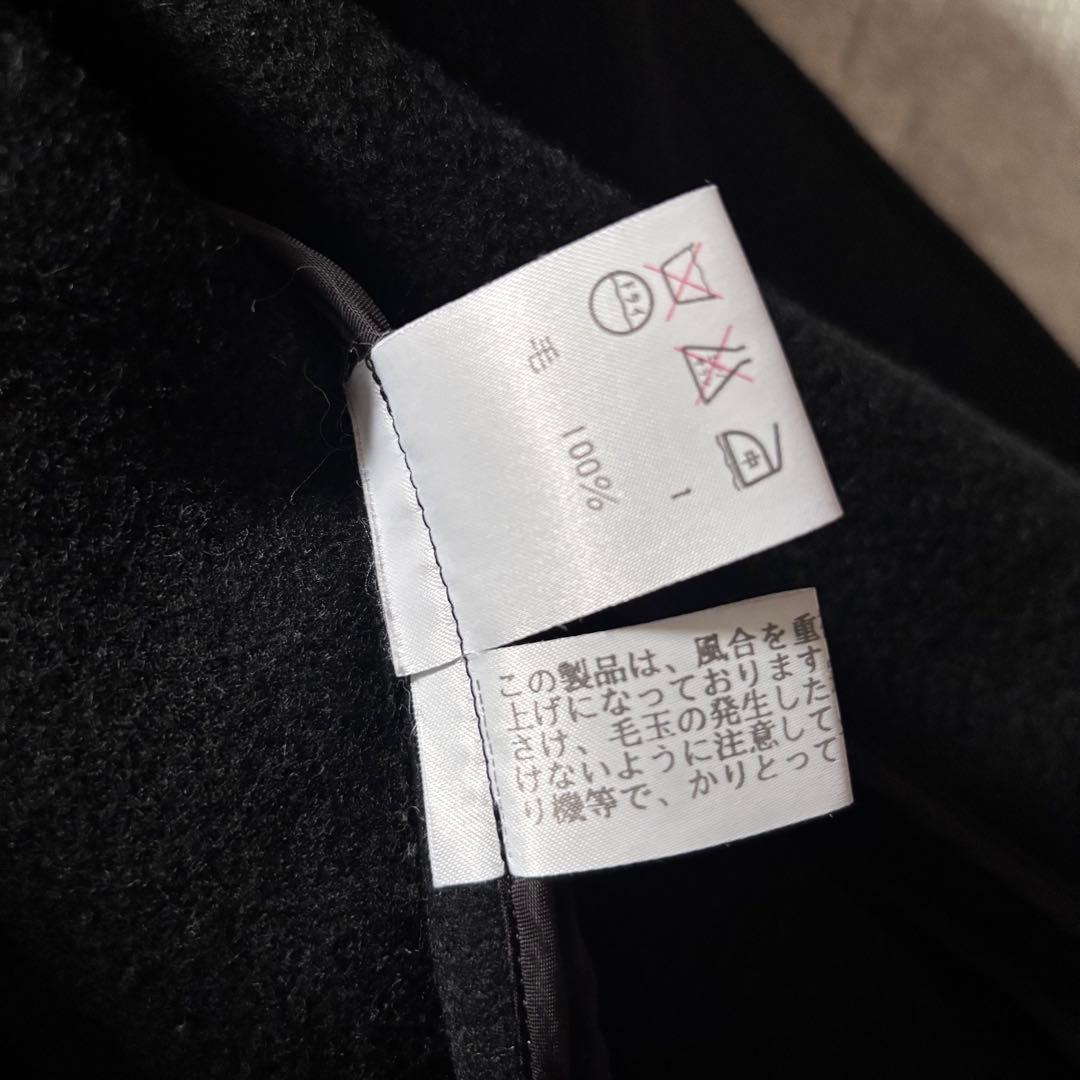 毛 100%
中
1
この製品は、風合を重
上げになっております
さけ、毛玉の発生した
けないように注意して
り機等で、かりとって